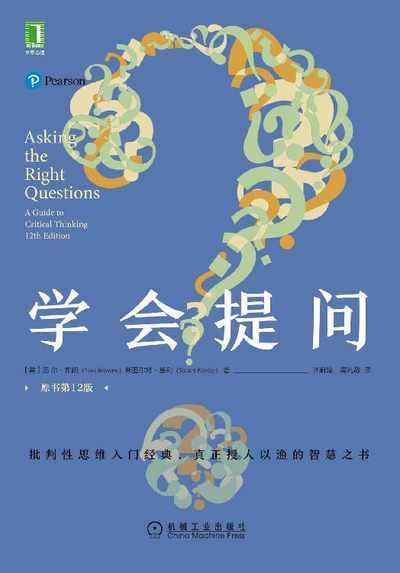 Pearson
Asking
the
Right
Questions
A Guide to
Critical Thinking
12th Edition
学会提问
原书第12版
批判性思维入门经典，真正授人以渔的智慧之书
机械工业出版社
China Machine Press